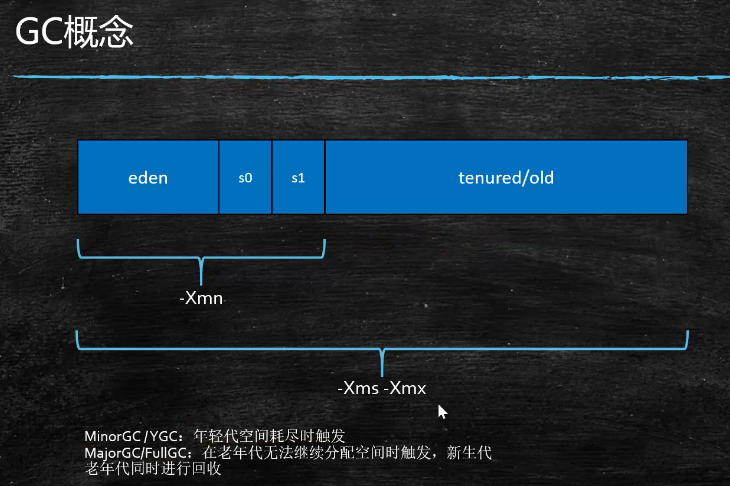 GC概念
eden
s0
s1
tenured/old
-Xmn
-Xms -Xmx
MinorGC/YGC：年轻代空间耗尽时触发
MajorGC/FullGC：在老年代无法继续分配空间时触发，新生代
老年代同时进行回收